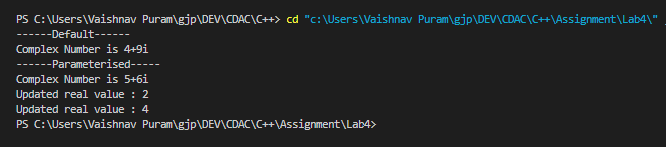 PS C:\Users\Vaishnav Puram\gjp\DEV\CDAC\C++> cd "c:\Users\Vaishnav Puram\gjp\DEV\CDAC\C++\Assignment\Lab4\"
------Default------
Complex Number is 4+9i
------Parameterised-----
Complex Number is 5+6i
Updated real value : 2
Updated real value : 4
PS C:\Users\Vaishnav Puram\gjp\DEV\CDAC\C++\Assignment\Lab4>